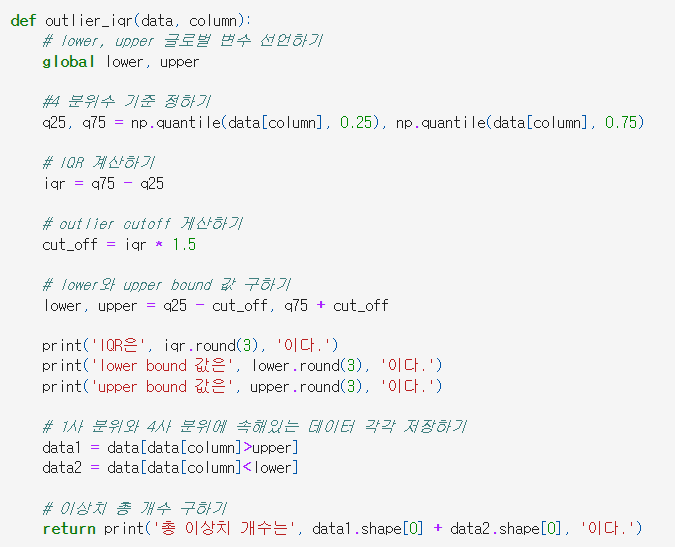 def outlier_iqr(data, column):
    # lower, upper 글로벌 변수 선언하기
    global lower, upper

    #4 분위수 기준 정하기
    q25, q75 = np.quantile(data[column], 0.25), np.quantile(data[column], 0.75)

    # IQR 계산하기
    iqr = q75 - q25

    # outlier cutoff 계산하기
    cut_off = iqr * 1.5

    # lower와 upper bound 값 구하기
    lower, upper = q25 - cut_off, q75 + cut_off

    print('IQR은', iqr.round(3), '이다.')
    print('lower bound 값은', lower.round(3), '이다.')
    print('upper bound 값은', upper.round(3), '이다.')

    # 1사 분위와 4사 분위에 속해있는 데이터 각각 저장하기
    data1 = data[data[column]>upper]
    data2 = data[data[column]<lower]

    # 이상치 총 개수 구하기
    return print('총 이상치 개수는', data1.shape[0] + data2.shape[0], '이다.')